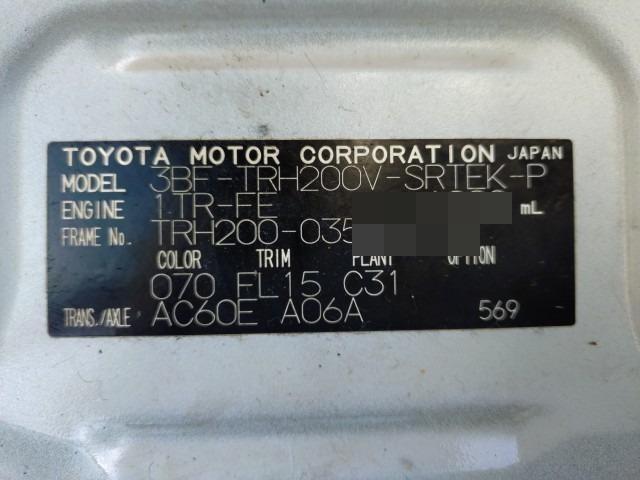 TOYOTA MOTOR CORPORATION JAPAN
MODEL 3BF-TRH200V-SRTEK-P
ENGINE 1TR-FE mL
FRAME No. TRH200-035
COLOR TRIM PLANT OPTION
070 FL15 C31
TRANS./AXLE AC60E A06A 569